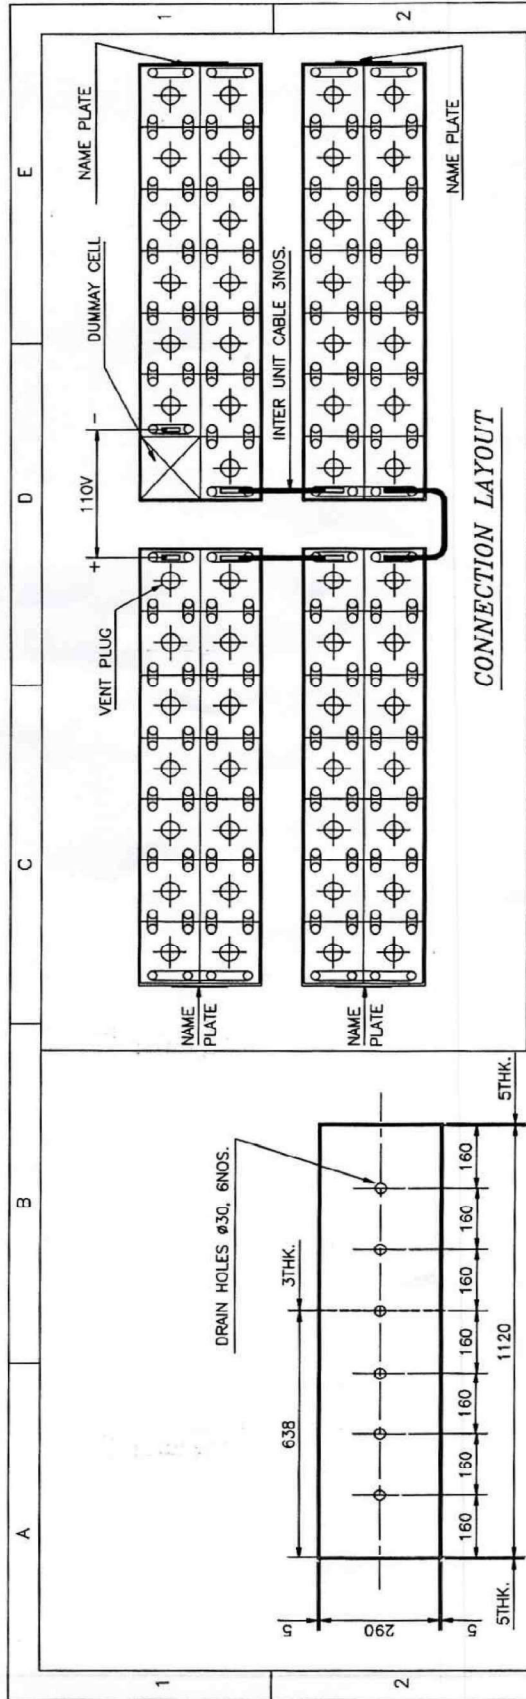 A
B
C
D
E
1
2
1
2
DRAIN HOLES ø30, 6NOS.
638
3THK.
5
290
5
160
160
160
160
160
160
160
1120
5THK.
5THK.
NAME
PLATE
NAME
PLATE
VENT PLUG
+
110V
-
DUMMAY CELL
NAME PLATE
INTER UNIT CABLE 3NOS.
NAME PLATE
CONNECTION LAYOUT